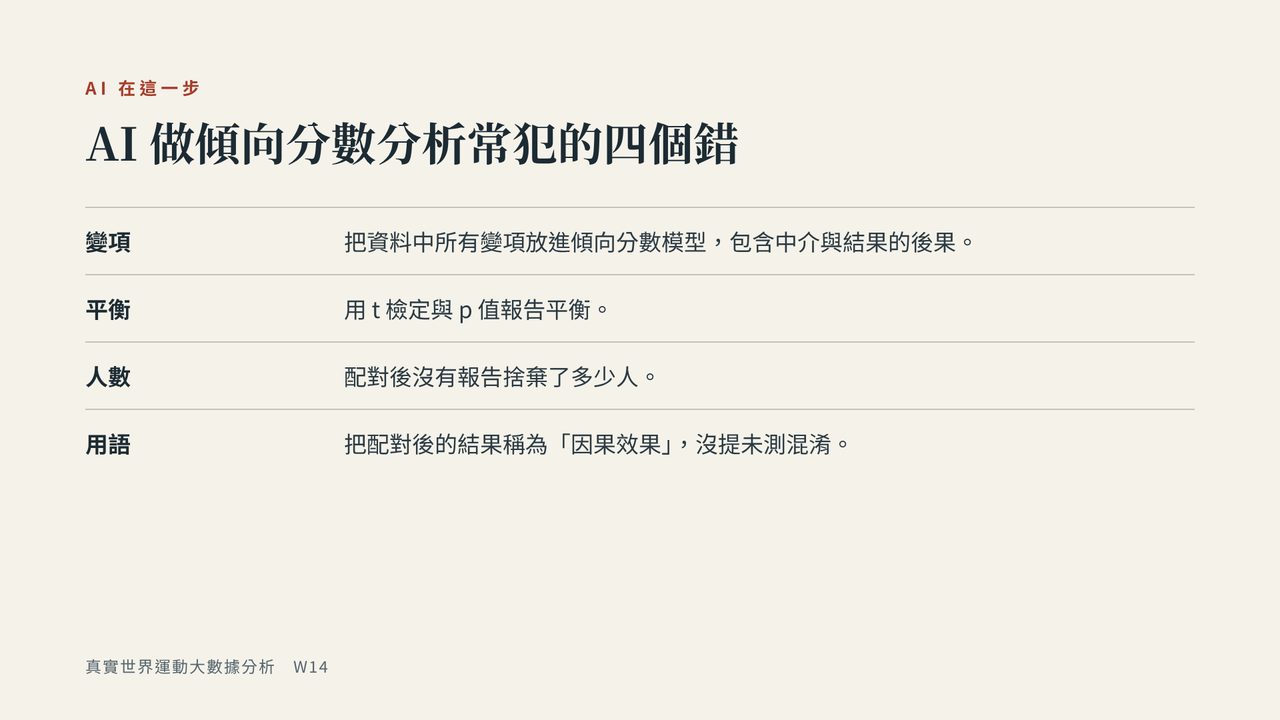 AI 在這一步
AI 做傾向分數分析常犯的四個錯
變項 把資料中所有變項放進傾向分數模型，包含中介與結果的後果。
平衡 用 t 檢定與 p 值報告平衡。
人數 配對後沒有報告捨棄了多少人。
用語 把配對後的結果稱為「因果效果」，沒提未測混淆。
真實世界運動大數據分析 W14